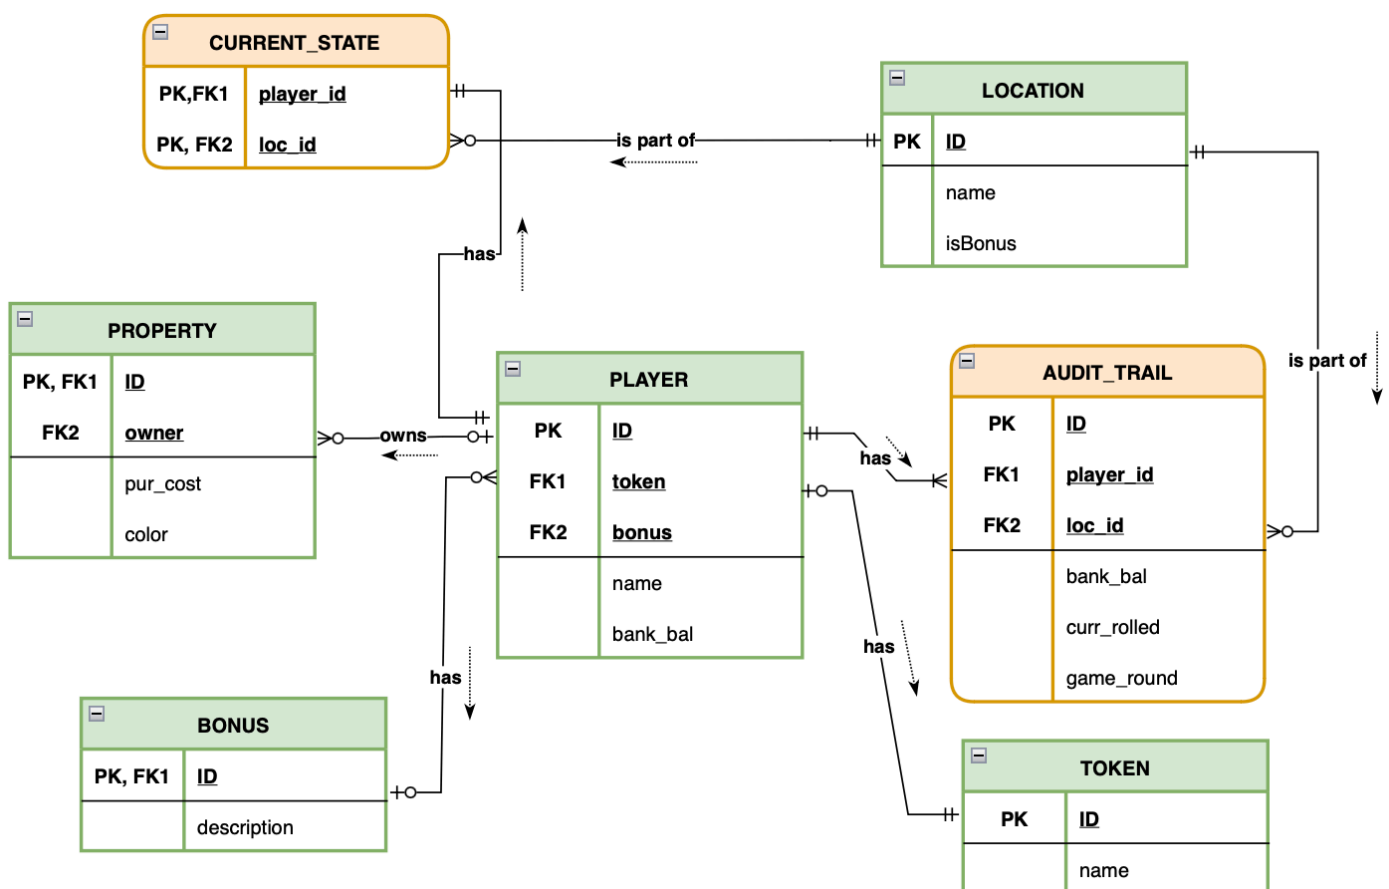 CURRENT_STATE
PK,FK1 player_id
PK, FK2 loc_id
LOCATION
PK ID
name
isBonus
is part of
has
is part of
PROPERTY
PK, FK1 ID
FK2 owner
pur_cost
color
owns
PLAYER
PK ID
FK1 token
FK2 bonus
name
bank_bal
has
AUDIT_TRAIL
PK ID
FK1 player_id
FK2 loc_id
bank_bal
curr_rolled
game_round
has
has
BONUS
PK, FK1 ID
description
TOKEN
PK ID
name